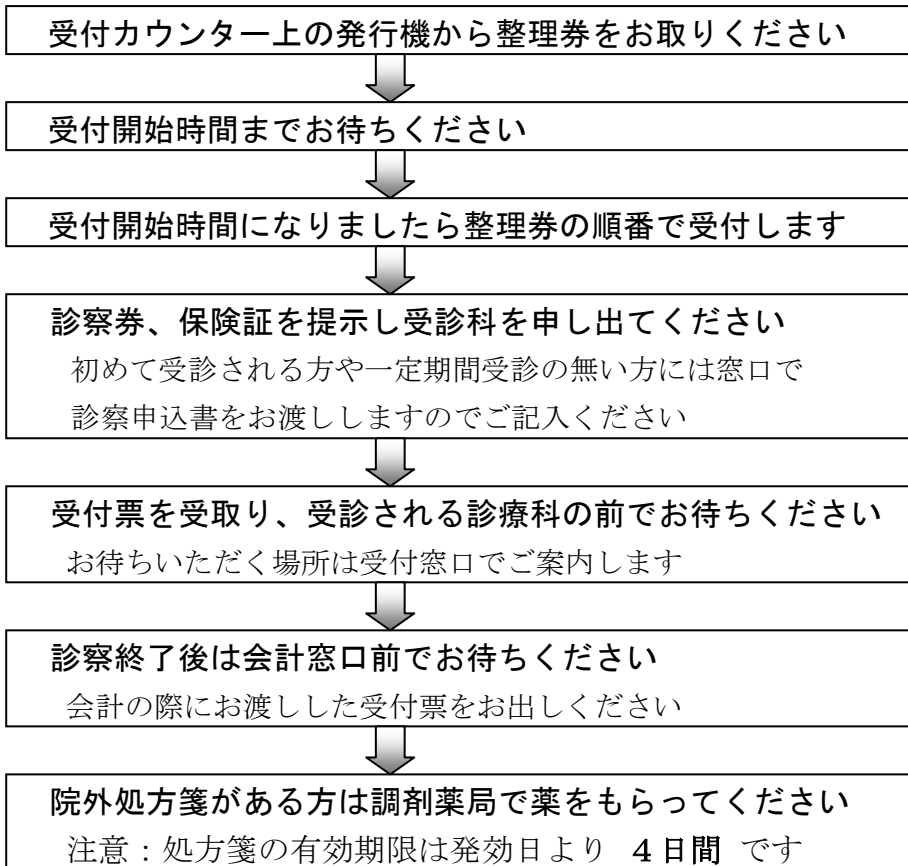 受付カウンター上の発行機から整理券をお取りください
受付開始時間までお待ちください
受付開始時間になりましたら整理券の順番で受付します
診察券、保険証を提示し受診科を申し出てください
初めて受診される方や一定期間受診の無い方には窓口で
診察申込書をお渡ししますのでご記入ください
受付票を受取り、受診される診療科の前でお待ちください
お待ちいただく場所は受付窓口でご案内します
診察終了後は会計窓口前でお待ちください
会計の際にお渡しした受付票をお出しください
院外処方箋がある方は調剤薬局で薬をもらってください
注意：処方箋の有効期限は発効日より ４日間 です